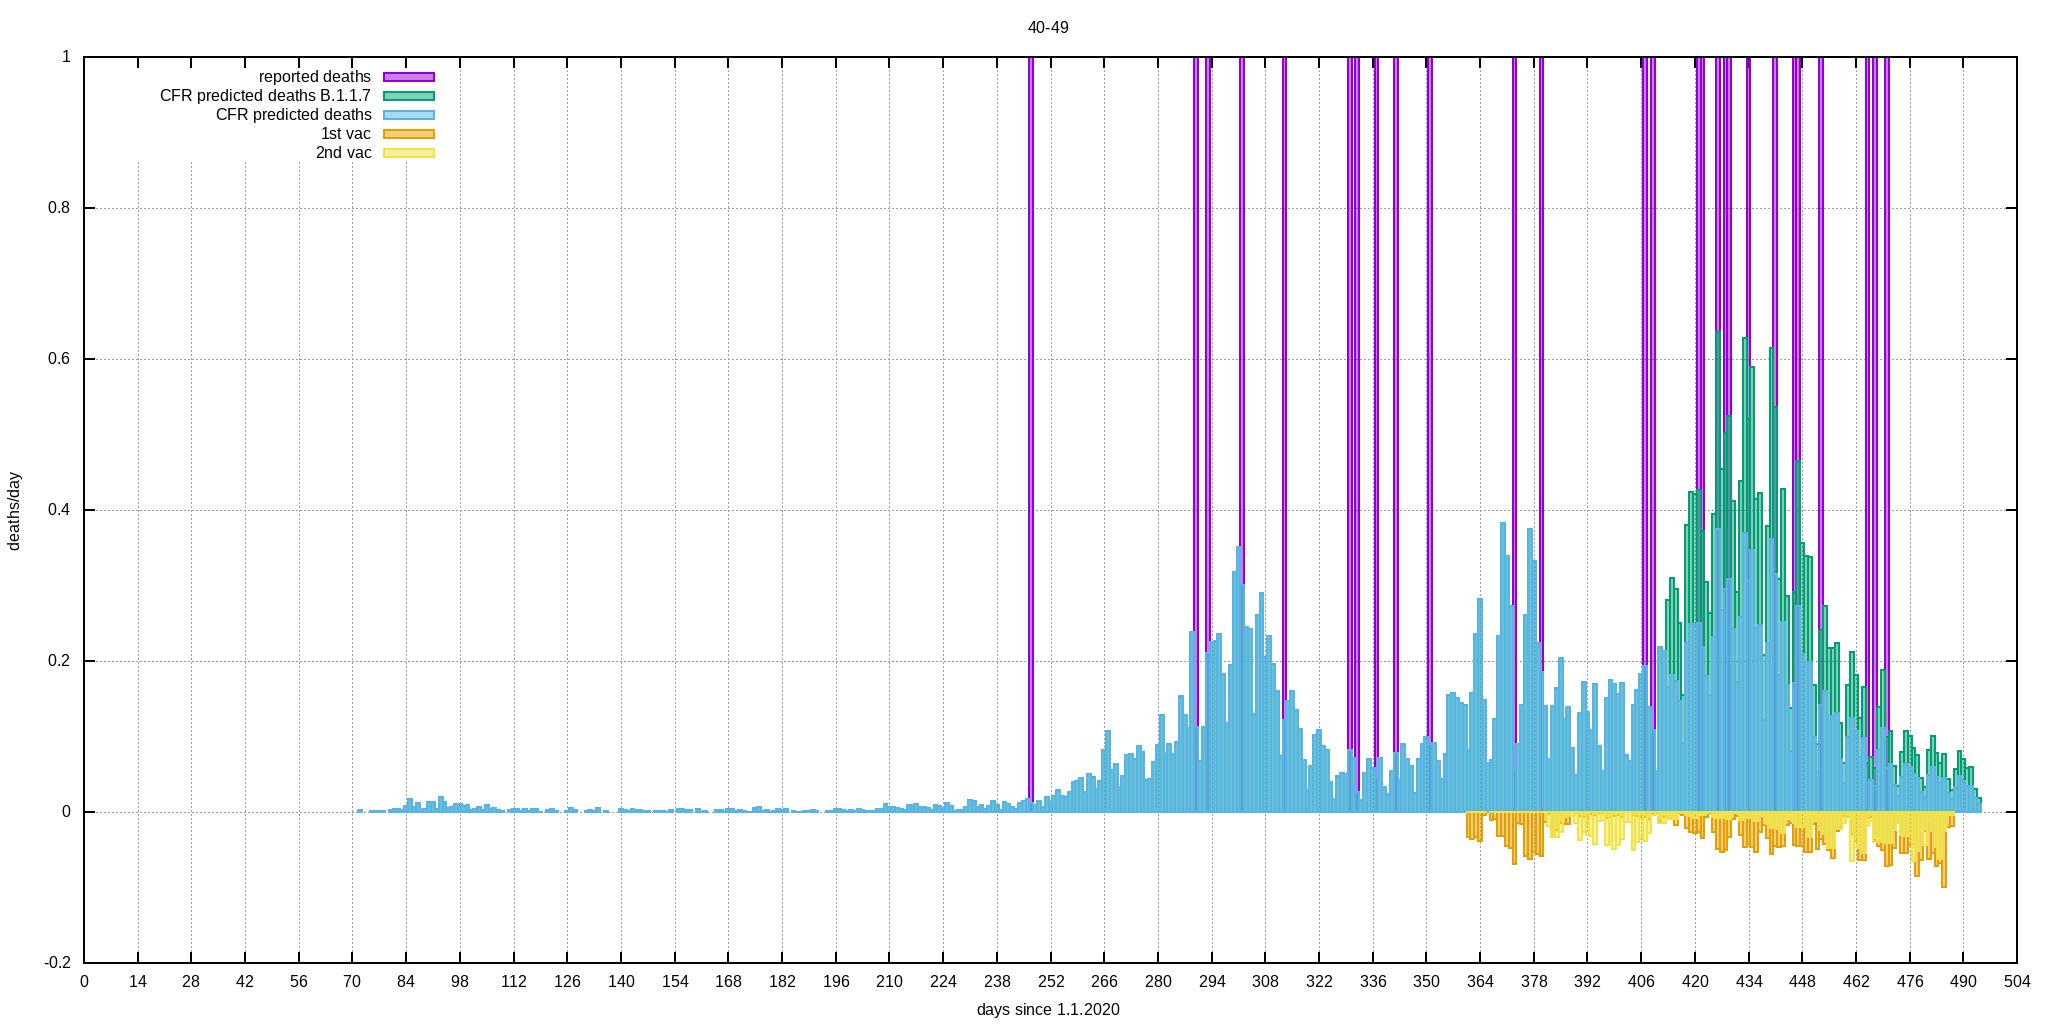 40-49
reported deaths
CFR predicted deaths B.1.1.7
CFR predicted deaths
1st vac
2nd vac
1
0.8
0.6
0.4
0.2
0
-0.2
deaths/day
0 14 28 42 56 70 84 98 112 126 140 154 168 182 196 210 224 238 252 266 280 294 308 322 336 350 364 378 392 406 420 434 448 462 476 490 504
days since 1.1.2020